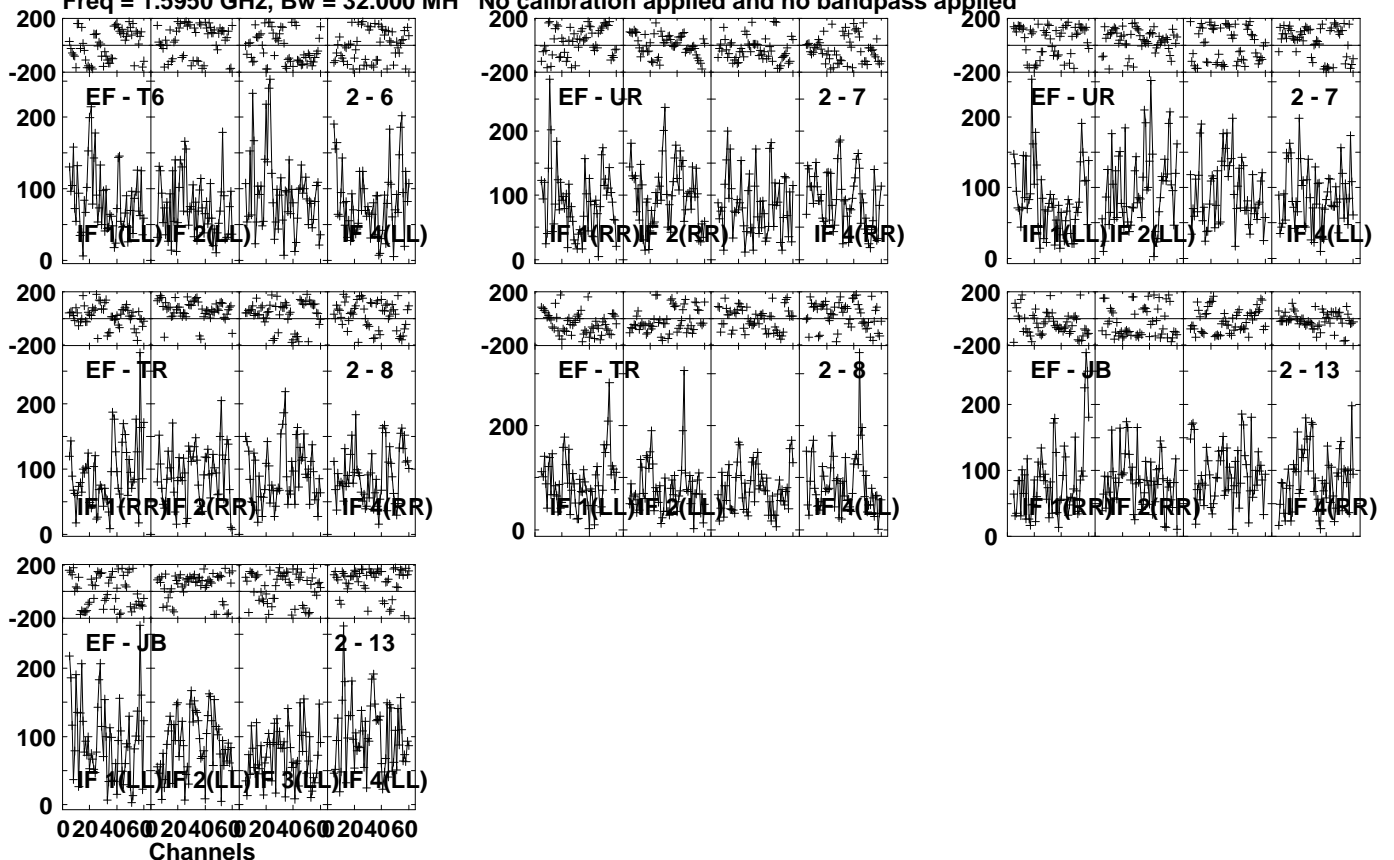 Freq = 1.5950 GHz, Bw = 32.000 MH No calibration applied and no bandpass applied
200
-200
EF - T6
2 - 6
200
100
0
IF 1(LL) IF 2(LL) IF 4(LL)
200
-200
EF - UR
2 - 7
200
100
0
IF 1(RR) IF 2(RR) IF 4(RR)
200
-200
EF - UR
2 - 7
200
100
0
IF 1(LL) IF 2(LL) IF 4(LL)
200
-200
EF - TR
2 - 8
200
100
0
IF 1(RR) IF 2(RR) IF 4(RR)
200
-200
EF - TR
2 - 8
200
0
IF 1(LL) IF 2(LL) IF 4(LL)
200
-200
EF - JB
2 - 13
200
100
0
IF 1(RR) IF 2(RR) IF 4(RR)
200
-200
EF - JB
2 - 13
200
100
0
IF 1(LL) IF 2(LL) IF 3(LL) IF 4(LL)
0 20 40 60 0 20 40 60 0 20 40 60 0 20 40 60
Channels